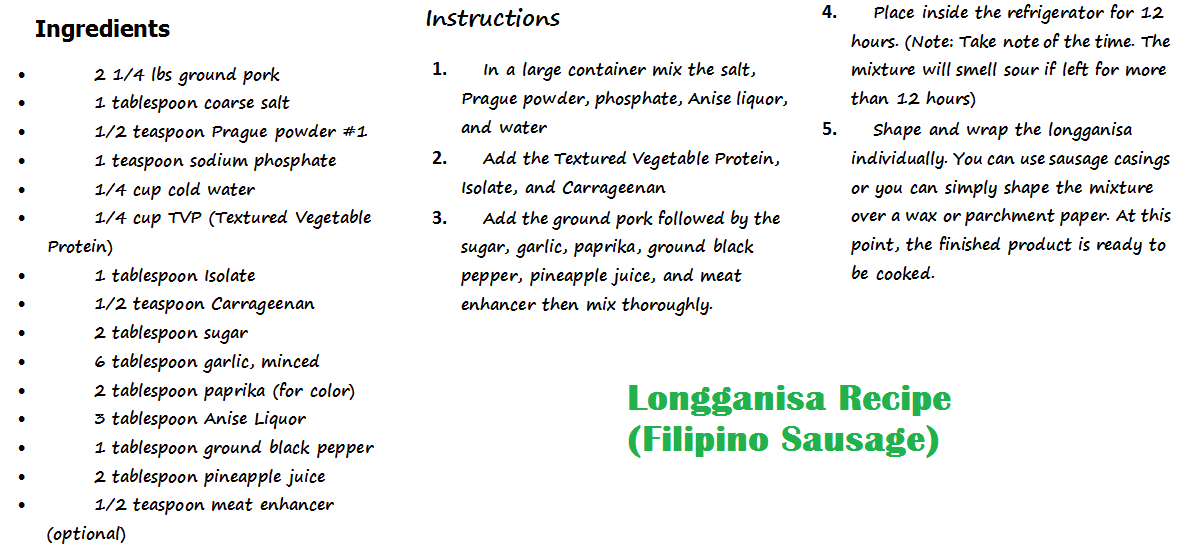 Ingredients
• 2 1/4 lbs ground pork
• 1 tablespoon coarse salt
• 1/2 teaspoon Prague powder #1
• 1 teaspoon sodium phosphate
• 1/4 cup cold water
• 1/4 cup TVP (Textured Vegetable
Protein)
• 1 tablespoon Isolate
• 1/2 teaspoon Carrageenan
• 2 tablespoon sugar
• 6 tablespoon garlic, minced
• 2 tablespoon paprika (for color)
• 3 tablespoon Anise Liquor
• 1 tablespoon ground black pepper
• 2 tablespoon pineapple juice
• 1/2 teaspoon meat enhancer
(optional)
Instructions
1. In a large container mix the salt,
Prague powder, phosphate, Anise liquor,
and water
2. Add the Textured Vegetable Protein,
Isolate, and Carrageenan
3. Add the ground pork followed by the
sugar, garlic, paprika, ground black
pepper, pineapple juice, and meat
enhancer then mix thoroughly.
4. Place inside the refrigerator for 12
hours. (Note: Take note of the time. The
mixture will smell sour if left for more
than 12 hours)
5. Shape and wrap the longganisa
individually. You can use sausage casings
or you can simply shape the mixture
over a wax or parchment paper. At this
point, the finished product is ready to
be cooked.
Longganisa Recipe
(Filipino Sausage)